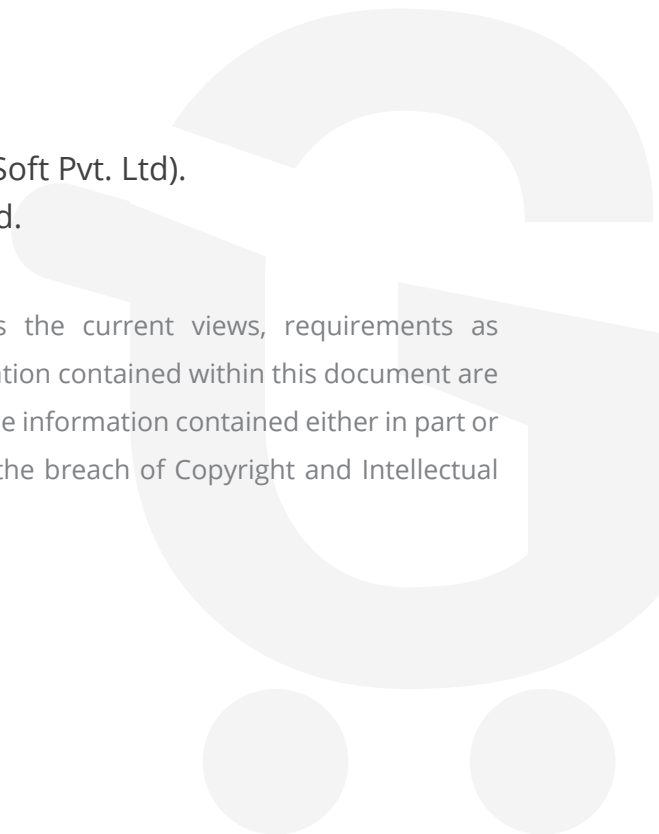 Soft Pvt. Ltd).
d.
s the current views, requirements as
ation contained within this document are
e information contained either in part or
the breach of Copyright and Intellectual